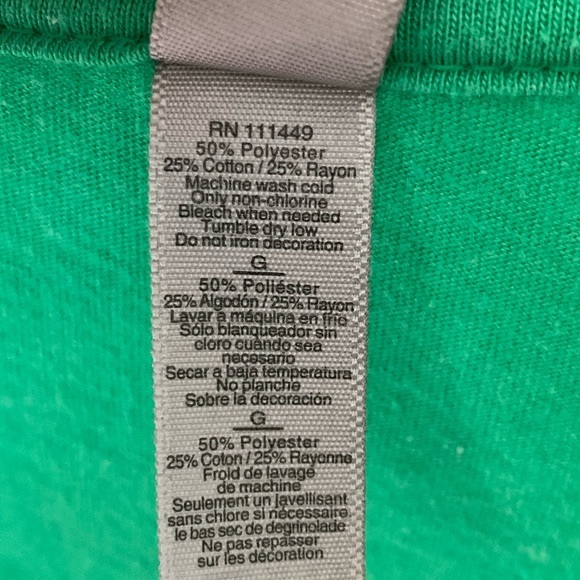 RN 111449
50% Polyester
25% Cotton / 25% Rayon
Machine wash cold
Only non-chlorine
Bleach when needed
Tumble dry low
Do not iron decoration
G
50% Poliéster
25% Algodón / 25% Rayon
Lavar a máquina en frio
Sólo blanqueador sin
cloro cuándo sea
necesario
Secar a baja temperatura
No planche
Sobre la decoración
G
50% Polyester
25% Coton / 25% Rayonne
Froid de lavage
de machine
Seulement un javellisant
sans chlore si nécessaire
le bas sec de degrinolade
Ne pas repasser
sur les décoration